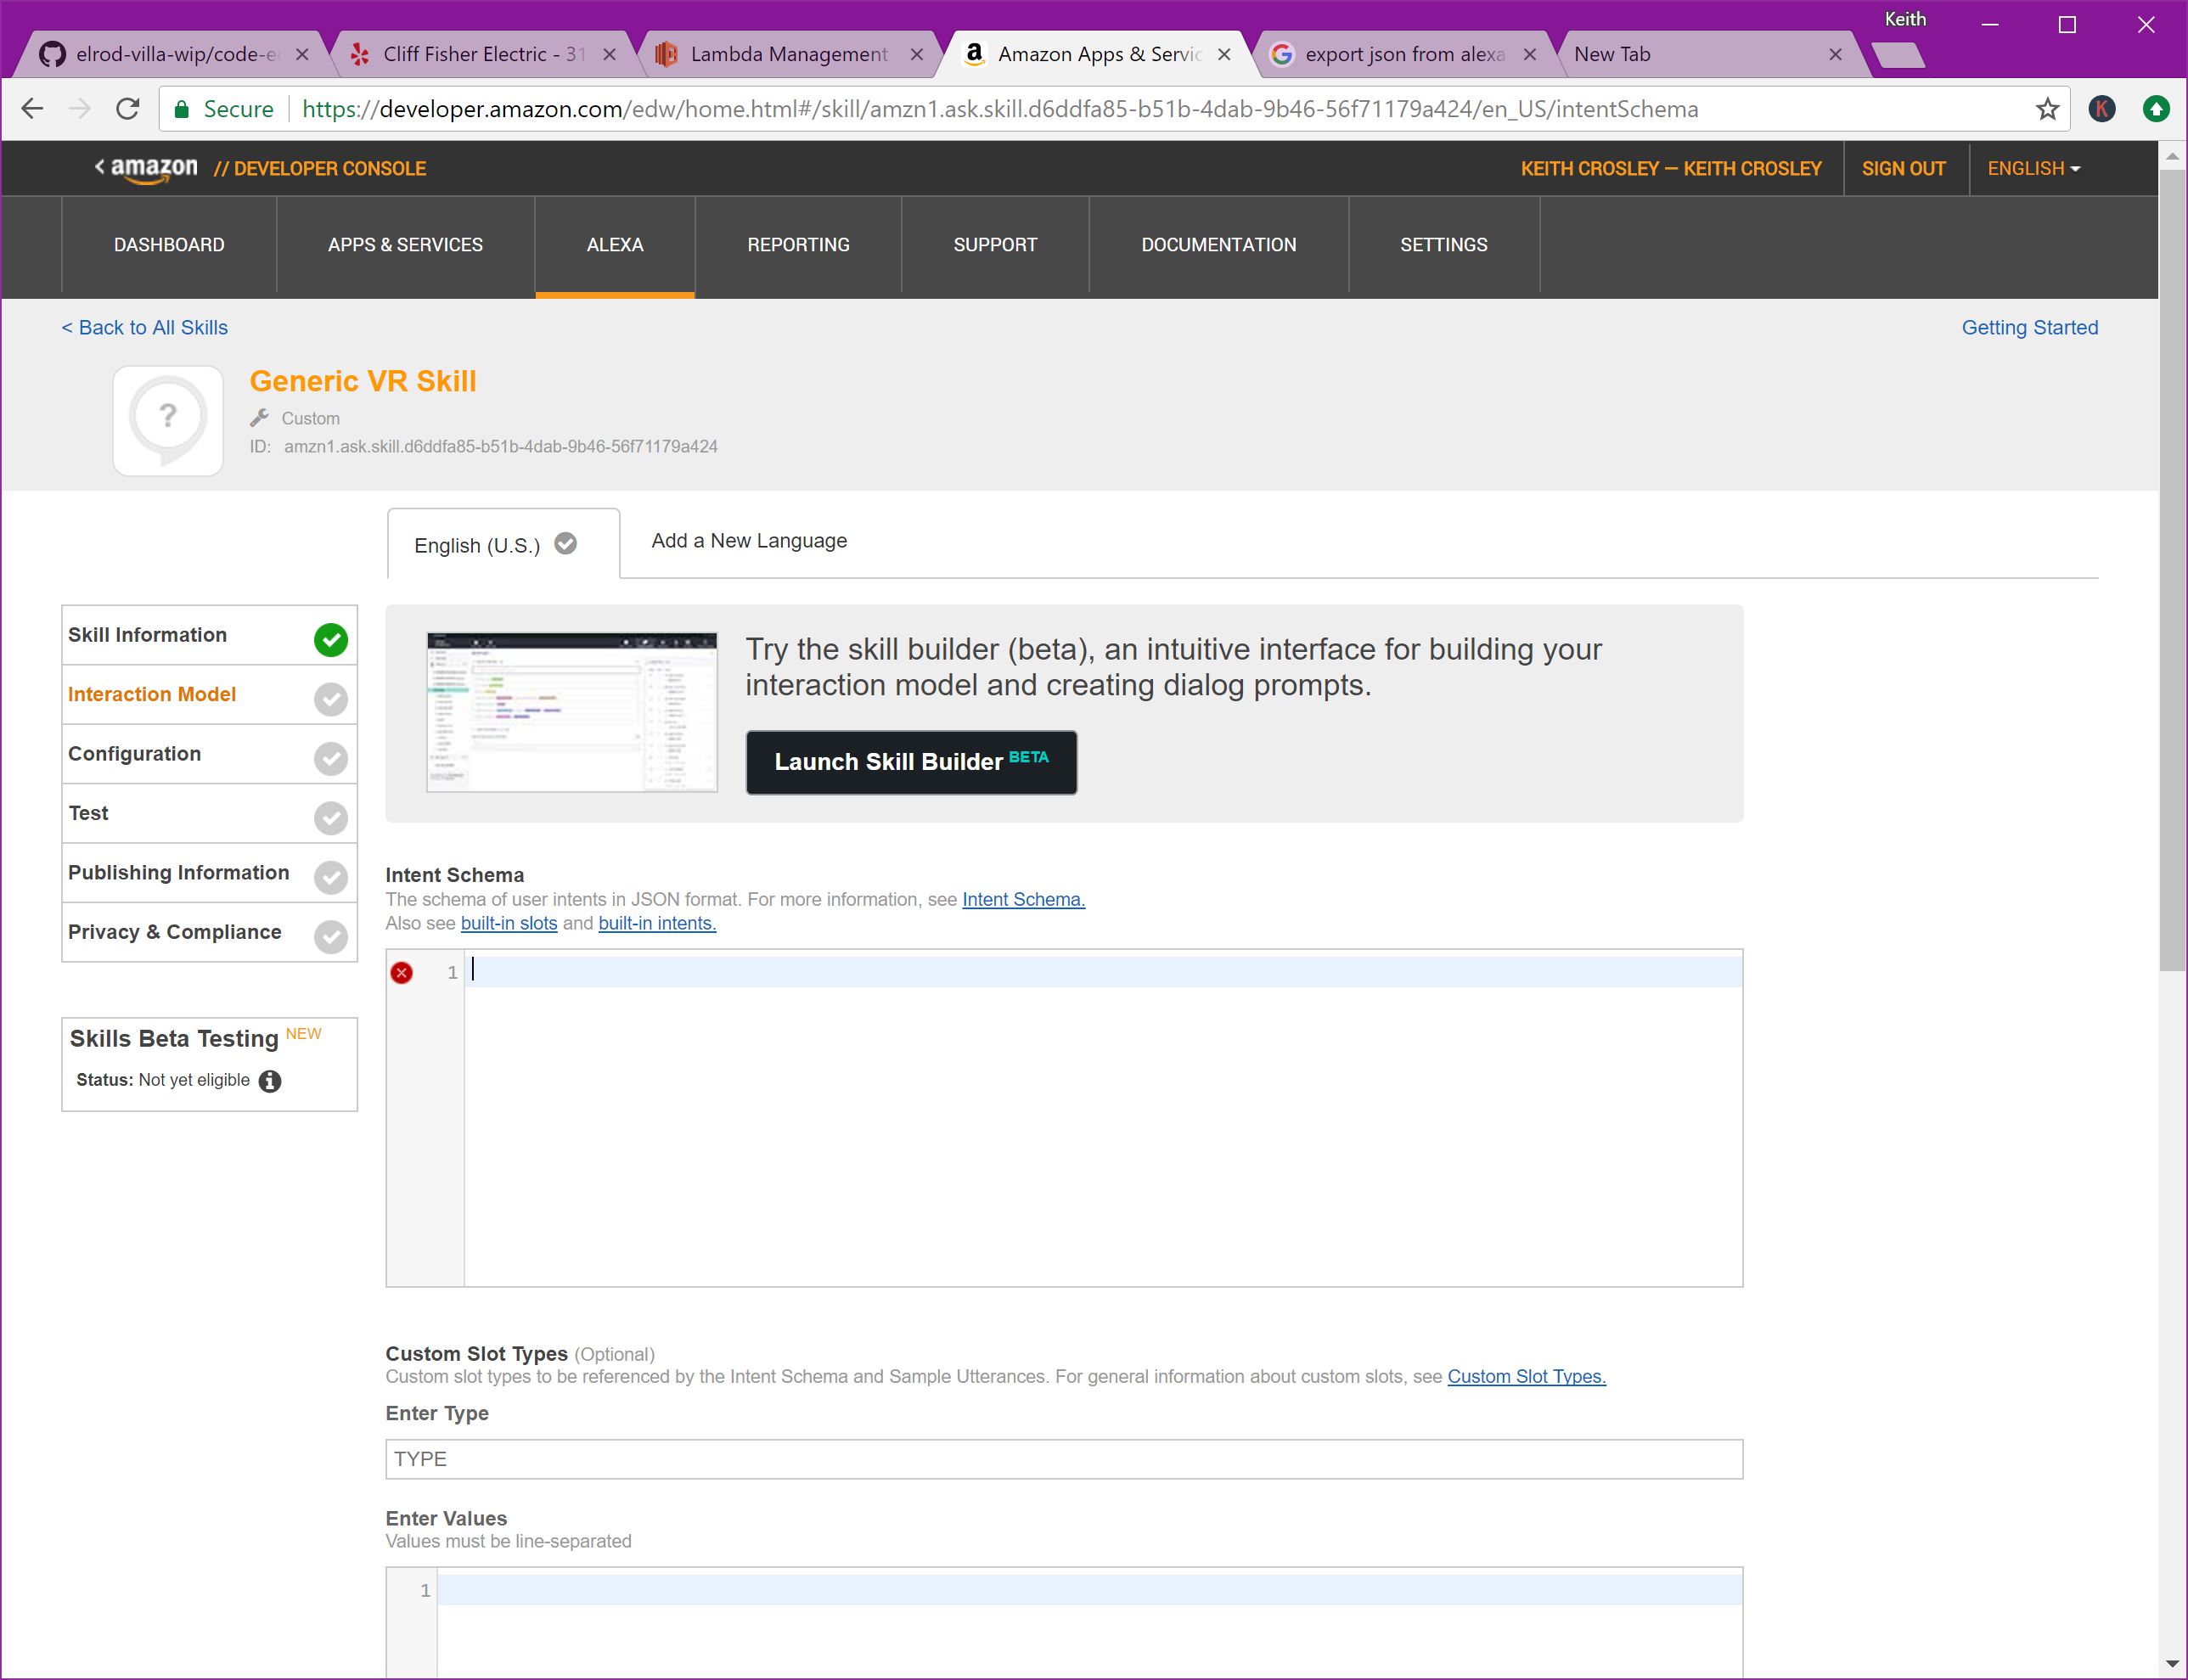 Keith
elrod-villa-wip/code-e
Cliff Fisher Electric - 31
Lambda Management
Amazon Apps & Servic
export json from alexa
New Tab
Secure
https://developer.amazon.com/edw/home.html#/skill/amzn1.ask.skill.d6ddfa85-b51b-4dab-9b46-56f71179a424/en_US/intentSchema
K
< amazon // DEVELOPER CONSOLE
KEITH CROSLEY — KEITH CROSLEY
SIGN OUT
ENGLISH
DASHBOARD
APPS & SERVICES
ALEXA
REPORTING
SUPPORT
DOCUMENTATION
SETTINGS
< Back to All Skills
Getting Started
?
Generic VR Skill
Custom
ID: amzn1.ask.skill.d6ddfa85-b51b-4dab-9b46-56f71179a424
English (U.S.)
Add a New Language
Skill Information
Interaction Model
Configuration
Test
Publishing Information
Privacy & Compliance
Skills Beta Testing NEW
Status: Not yet eligible
Try the skill builder (beta), an intuitive interface for building your
interaction model and creating dialog prompts.
Launch Skill Builder BETA
Intent Schema
The schema of user intents in JSON format. For more information, see Intent Schema.
Also see built-in slots and built-in intents.
1
Custom Slot Types (Optional)
Custom slot types to be referenced by the Intent Schema and Sample Utterances. For general information about custom slots, see Custom Slot Types.
Enter Type
TYPE
Enter Values
Values must be line-separated
1